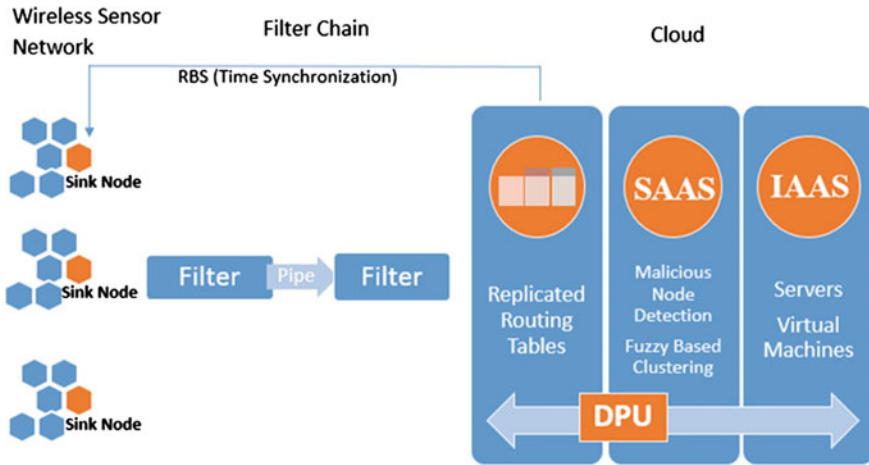 Wireless Sensor
Network
Filter Chain
Cloud
RBS (Time Synchronization)
Sink Node
Sink Node
Sink Node
Filter
Pipe
Filter
Replicated
Routing
Tables
SAAS
Malicious
Node
Detection
Fuzzy Based
Clustering
IAAS
Servers
Virtual
Machines
DPU